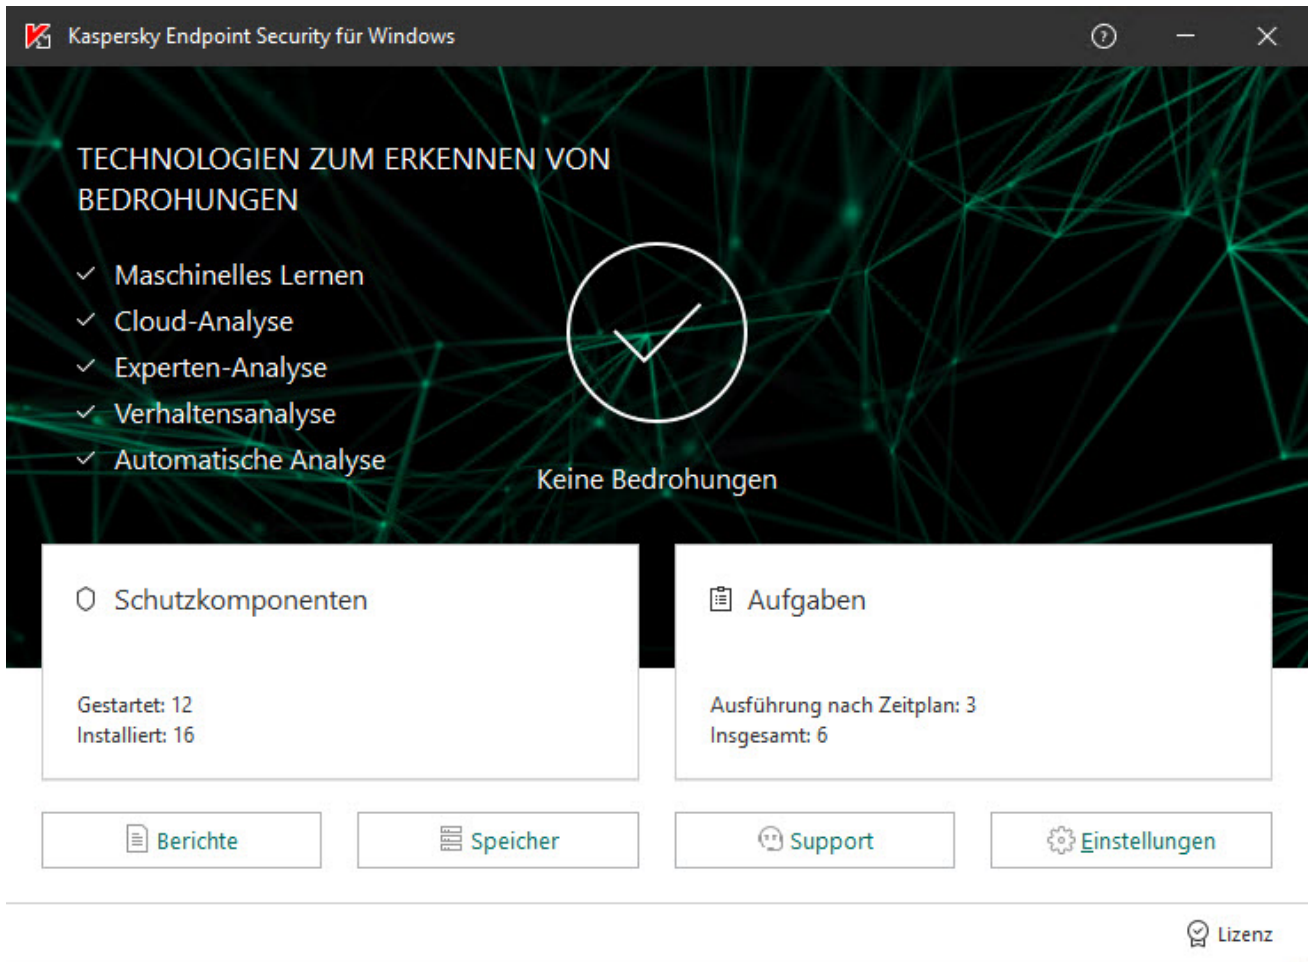 Kaspersky Endpoint Security für Windows
TECHNOLOGIEN ZUM ERKENNEN VON
BEDROHUNGEN
Maschinelles Lernen
Cloud-Analyse
Experten-Analyse
Verhaltensanalyse
Automatische Analyse
Keine Bedrohungen
Schutzkomponenten
Gestartet: 12
Installiert: 16
Aufgaben
Ausführung nach Zeitplan: 3
Insgesamt: 6
Berichte
Speicher
Support
Einstellungen
Lizenz